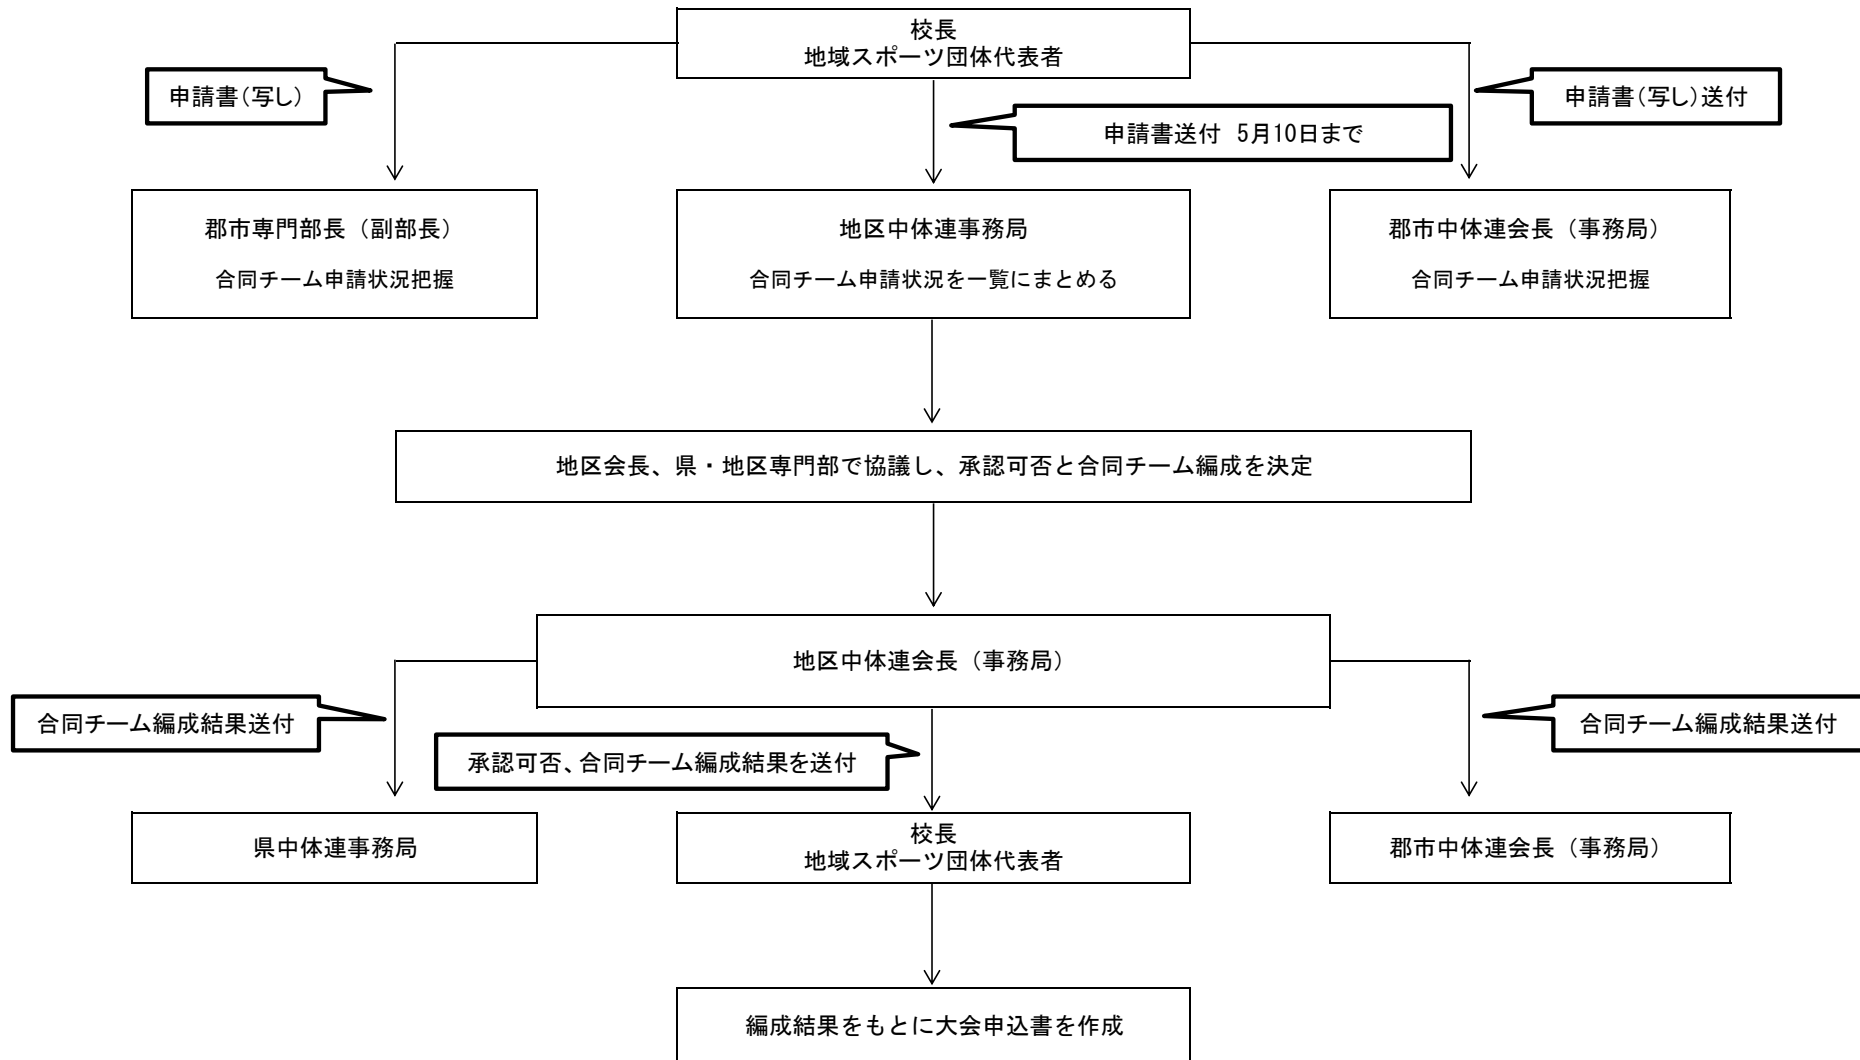 校長
地域スポーツ団体代表者
申請書(写し)
申請書送付 5月10日まで
申請書(写し)送付
郡市専門部長(副部長)
合同チーム申請状況把握
地区中体連事務局
合同チーム申請状況を一覧にまとめる
郡市中体連会長(事務局)
合同チーム申請状況把握
地区会長、県・地区専門部で協議し、承認可否と合同チーム編成を決定
地区中体連会長(事務局)
合同チーム編成結果送付
承認可否、合同チーム編成結果を送付
合同チーム編成結果送付
県中体連事務局
校長
地域スポーツ団体代表者
郡市中体連会長(事務局)
編成結果をもとに大会申込書を作成